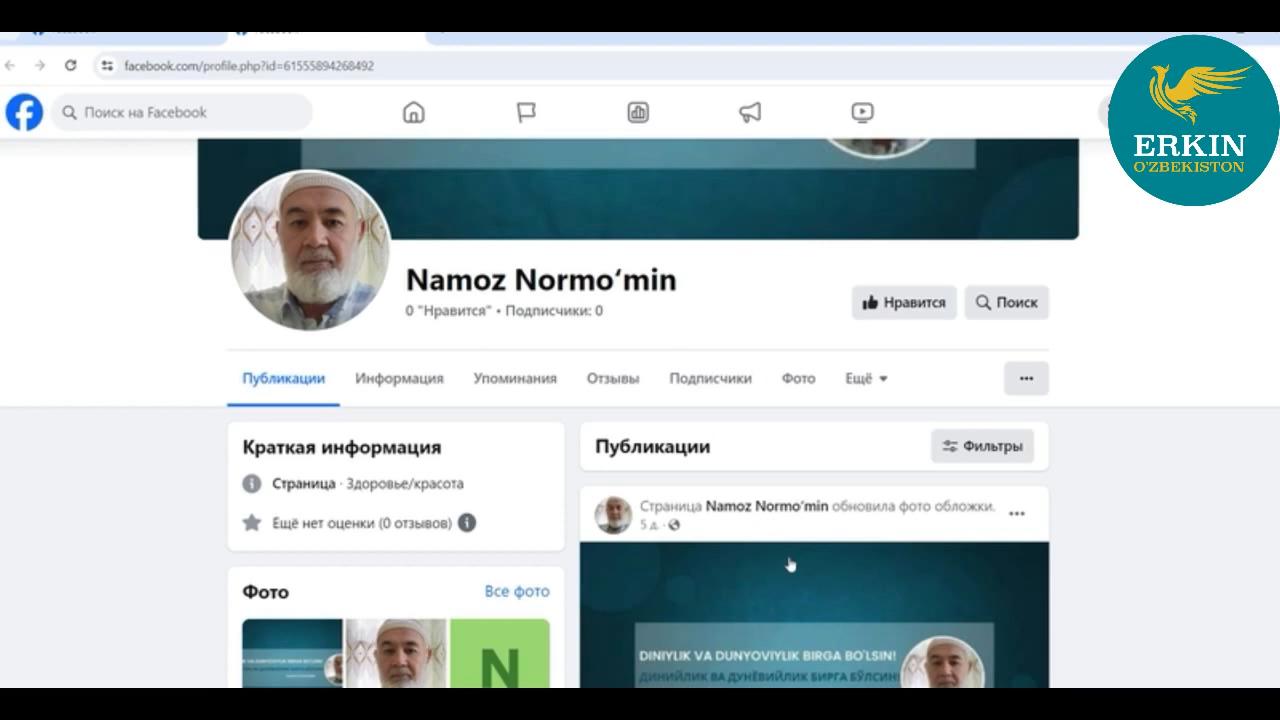 facebook.com/profile.php?id=61555894268492
Поиск на Facebook
ERKIN
O'ZBEKISTON
Namoz Normo‘min
0 "Нравится" • Подписчики: 0
Нравится
Поиск
Публикации
Информация
Упоминания
Отзывы
Подписчики
Фото
Ещё
Краткая информация
Страница · Здоровье/красота
Ещё нет оценки (0 отзывов)
Фото
Все фото
N
Публикации
Фильтры
Страница Namoz Normo‘min обновила фото обложки.
5 д. ·
DINIYLIK VA DUNYOVIYLIK BIRGA BO'LSIN!
ДИНИЙЛИК ВА ДУНЁВИЙЛИК БИРГА БЎЛСИН!